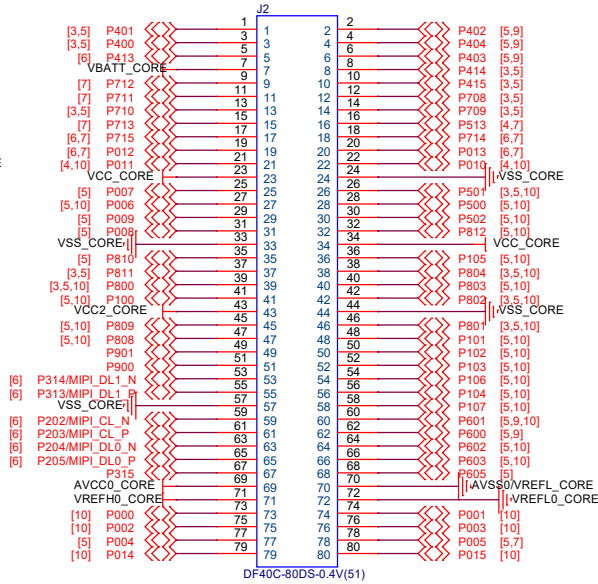 J2
[3,5] P401 1 1 2 2 P402 [5,9]
[3,5] P400 3 3 4 4 P404 [5,9]
[6] P413 5 5 6 6 P403 [5,9]
VBATT_CORE 7 7 8 8 P414 [3,5]
[7] P712 9 9 10 10 P415 [3,5]
[7] P711 11 11 12 12 P708 [3,5]
[3,5] P710 13 13 14 14 P709 [3,5]
[7] P713 15 15 16 16 P513 [4,7]
[6,7] P715 17 17 18 18 P714 [6,7]
[6,7] P012 19 19 20 20 P013 [6,7]
[4,10] P011 21 21 22 22 P010 [4,10]
VCC_CORE 23 23 24 24 VSS_CORE
[5] P007 25 25 26 26 P501 [3,5,10]
[5,10] P006 27 27 28 28 P500 [5,10]
[5] P009 29 29 30 30 P502 [5,10]
[5] P008 31 31 32 32 P812 [5,10]
VSS_CORE 33 33 34 34 VCC_CORE
[5] P810 35 35 36 36 P105 [5,10]
[3,5] P811 37 37 38 38 P804 [3,5,10]
[3,5,10] P800 39 39 40 40 P803 [5,10]
[5,10] P100 41 41 42 42 P802 [3,5,10]
VCC2_CORE 43 43 44 44 VSS_CORE
[5,10] P809 45 45 46 46 P801 [3,5,10]
[5,10] P808 47 47 48 48 P101 [5,10]
P901 49 49 50 50 P102 [5,10]
P900 51 51 52 52 P103 [5,10]
[6] P314/MIPI_DL1_N 53 53 54 54 P106 [5,10]
[6] P313/MIPI_DL1_P 55 55 56 56 P104 [5,10]
VSS_CORE 57 57 58 58 P107 [5,10]
[6] P202/MIPI_CL_N 59 59 60 60 P601 [5,9,10]
[6] P203/MIPI_CL_P 61 61 62 62 P600 [5,9]
[6] P204/MIPI_DL0_N 63 63 64 64 P602 [5,10]
[6] P205/MIPI_DL0_P 65 65 66 66 P603 [5,10]
P315 67 67 68 68 P605 [5]
AVCC0_CORE 69 69 70 70 AVSS0/VREFL_CORE
VREFH0_CORE 71 71 72 72 VREFL0_CORE
[10] P000 73 73 74 74 P001 [10]
[10] P002 75 75 76 76 P003 [10]
[5] P004 77 77 78 78 P005 [5,7]
[10] P014 79 79 80 80 P015 [10]
DF40C-80DS-0.4V(51)